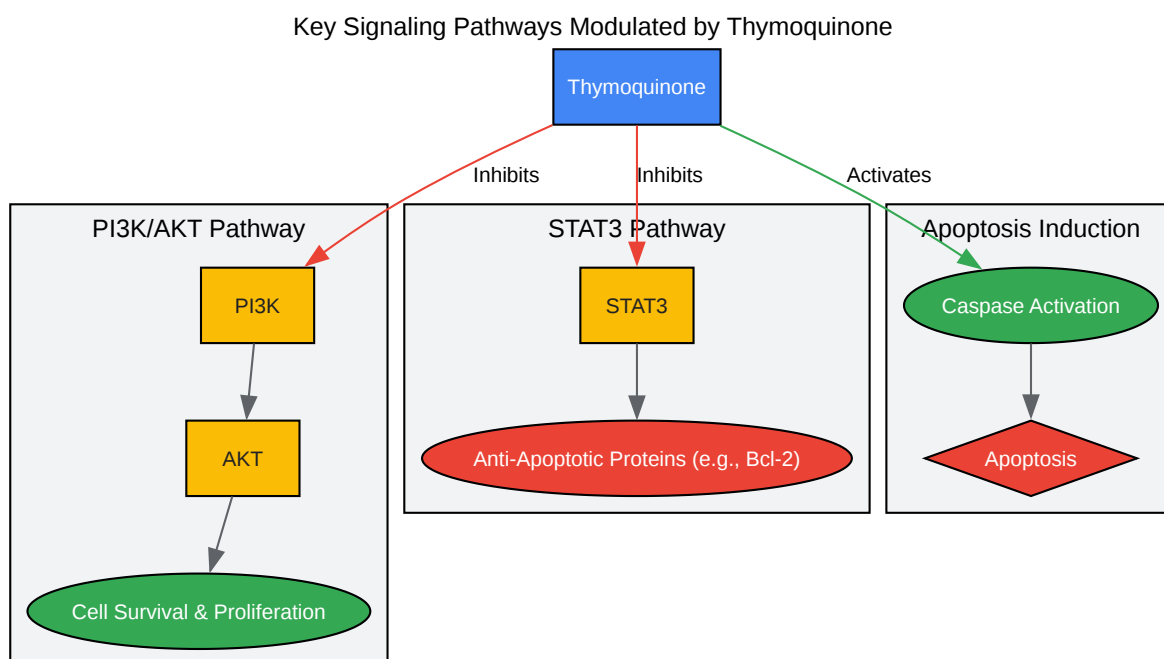 Key Signaling Pathways Modulated by Thymoquinone
Thymoquinone
Inhibits
Inhibits
Activates
PI3K/AKT Pathway
STAT3 Pathway
Apoptosis Induction
PI3K
STAT3
Caspase Activation
AKT
Anti-Apoptotic Proteins (e.g., Bcl-2)
Apoptosis
Cell Survival & Proliferation